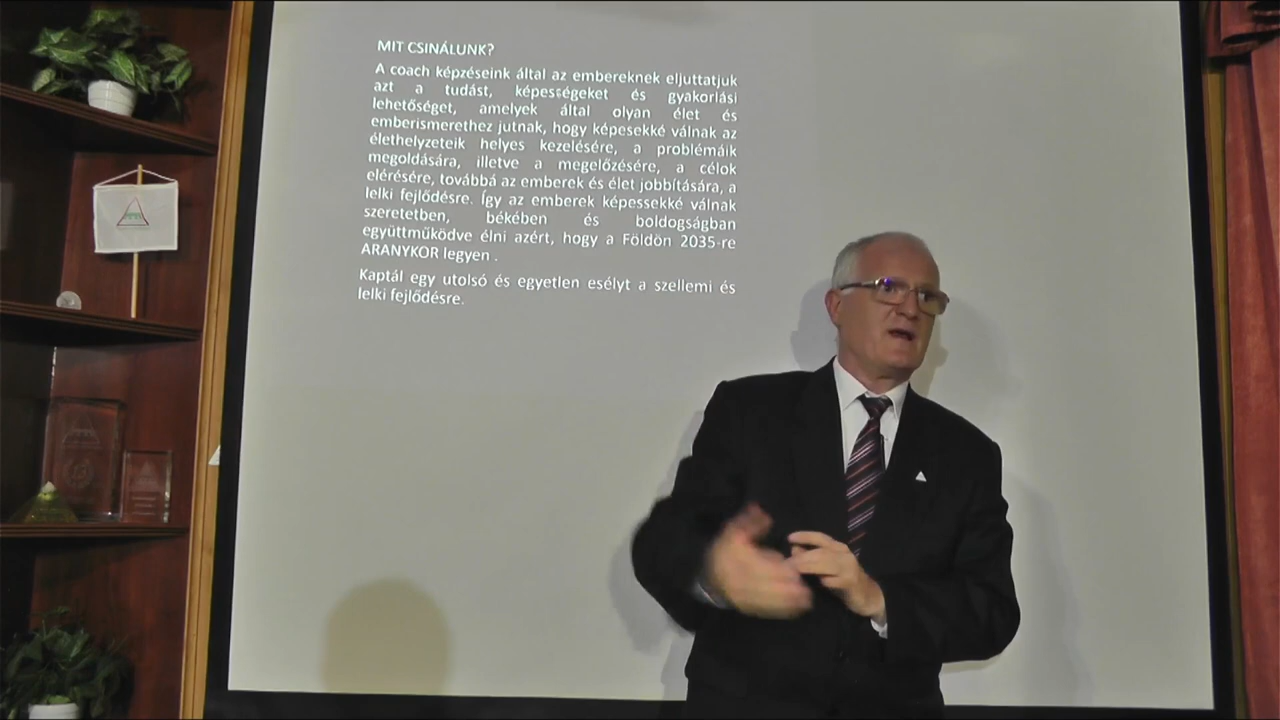 MIT CSINÁLUNK?
A coach képzéseink által az embereknek eljuttatjuk
azt a tudást, képességeket és gyakorlási
lehetőséget, amelyek által olyan élet és
emberismerethez jutnak, hogy képesekké válnak az
élethelyzeteik helyes kezelésére, a problémáik
megoldására, illetve a megelőzésére, a célok
elérésére, továbbá az emberek és élet jobbítására, a
lelki fejlődésre. Így az emberek képessekké válnak
szeretetben, békében és boldogságban
együttműködve élni azért, hogy a Földön 2035-re
ARANYKOR legyen .
Kaptál egy utolsó és egyetlen esélyt a szellemi és
lelki fejlődésre.